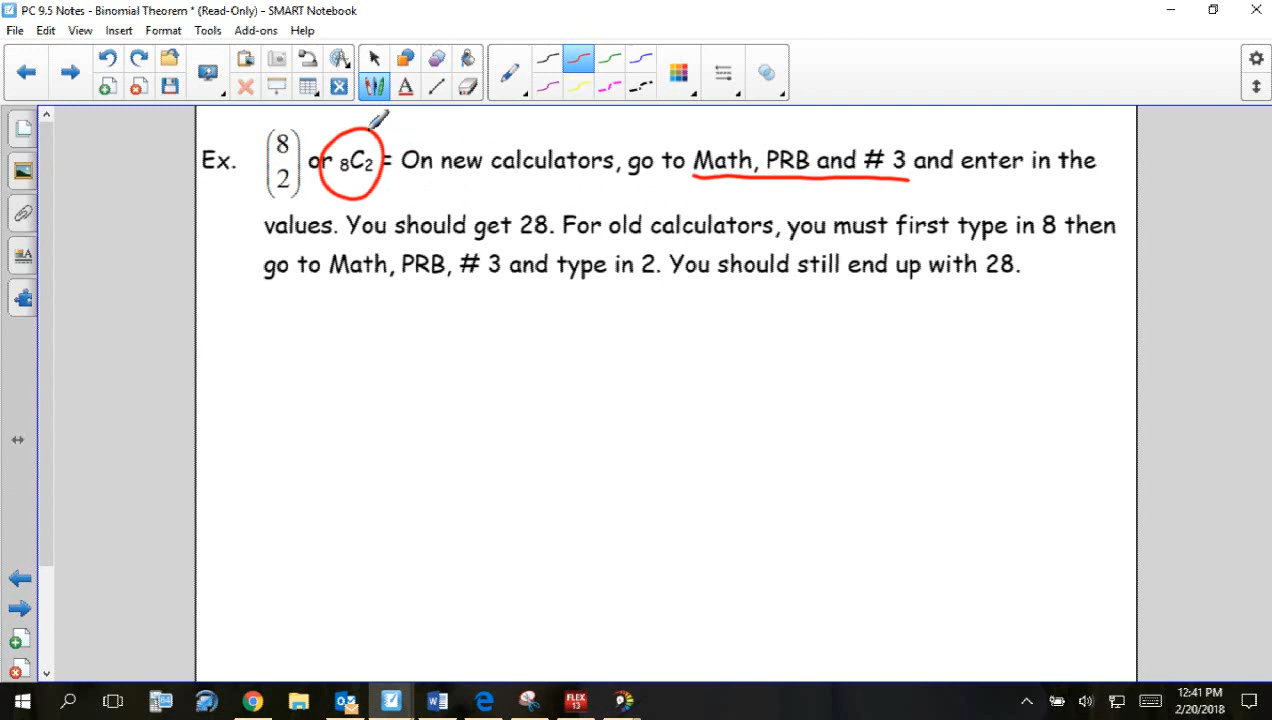 PC 9.5 Notes - Binomial Theorem * (Read-Only) - SMART Notebook
File Edit View Insert Format Tools Add-ons Help
Ex. (8 2) or ₈C₂ = On new calculators, go to Math, PRB and # 3 and enter in the
values. You should get 28. For old calculators, you must first type in 8 then
go to Math, PRB, # 3 and type in 2. You should still end up with 28.
FLEX 13
12:41 PM
2/20/2018